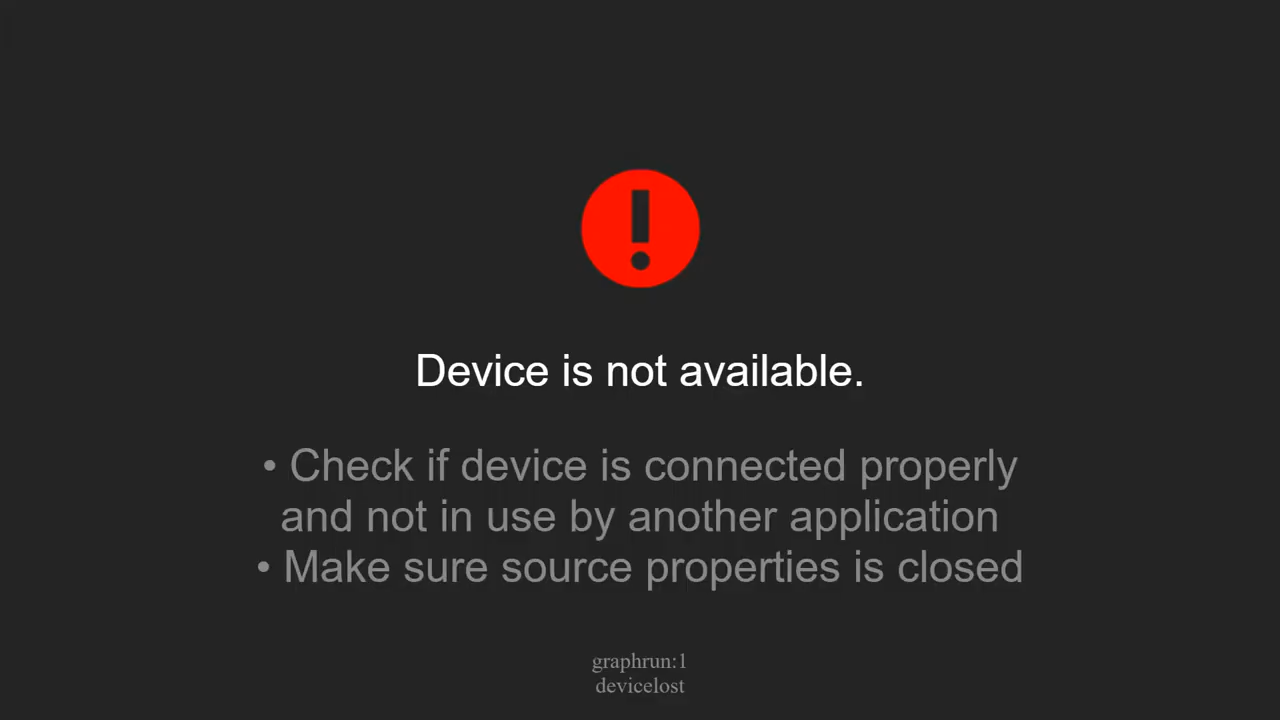 Device is not available.
• Check if device is connected properly
and not in use by another application
• Make sure source properties is closed
graphrun:1
devicelost